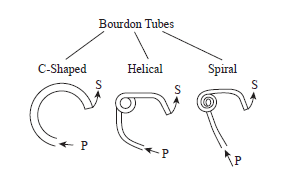 Bourdon Tubes
C-Shaped Helical Spiral
S S S
P P P